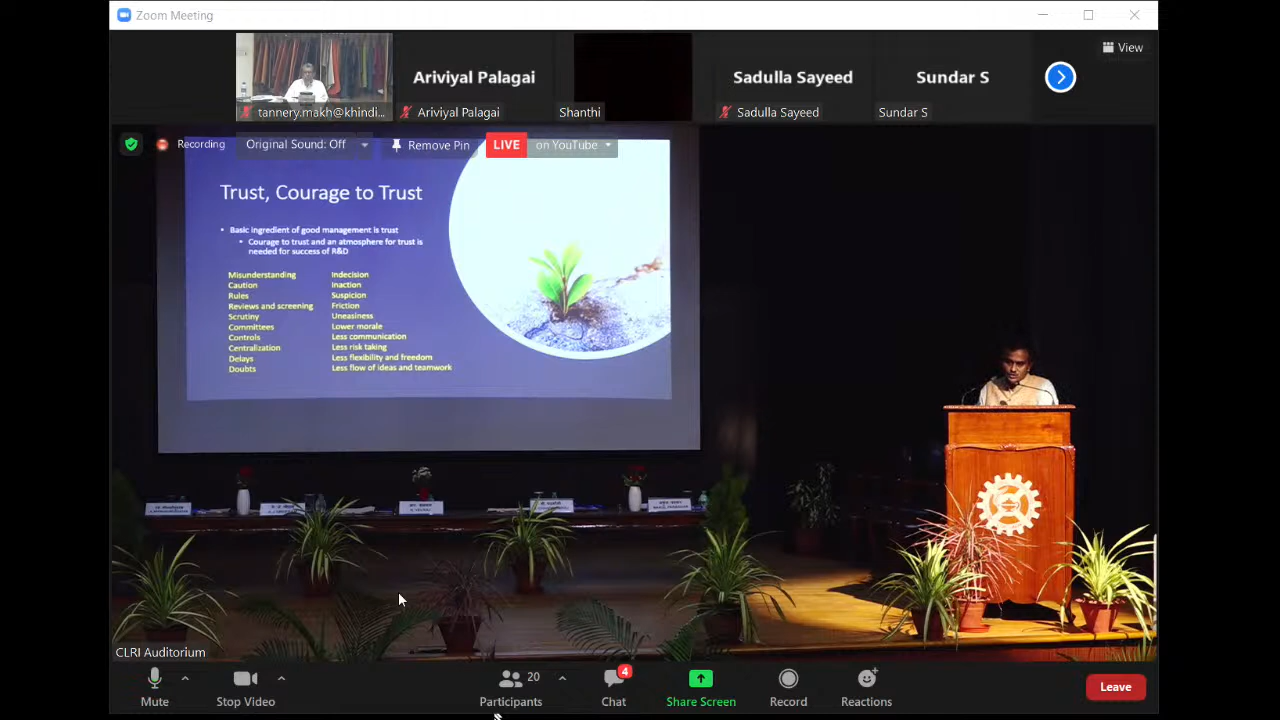 Zoom Meeting
View
Ariviyal Palagai
Sadulla Sayeed
Sundar S
tannery.makh@khindi...
Ariviyal Palagai
Shanthi
Sadulla Sayeed
Sundar S
Recording
Original Sound: Off
Remove Pin
LIVE
on YouTube
Trust, Courage to Trust
• Basic ingredient of good management is trust
• Courage to trust and an atmosphere for trust is
needed for success of R&D
Misunderstanding
Caution
Rules
Reviews and screening
Scrutiny
Committees
Controls
Centralization
Delays
Doubts
Indecision
Inaction
Suspicion
Friction
Uneasiness
Lower morale
Less communication
Less risk taking
Less flexibility and freedom
Less flow of ideas and teamwork
CLRI Auditorium
Mute
Stop Video
20
Participants
4
Chat
Share Screen
Record
Reactions
Leave